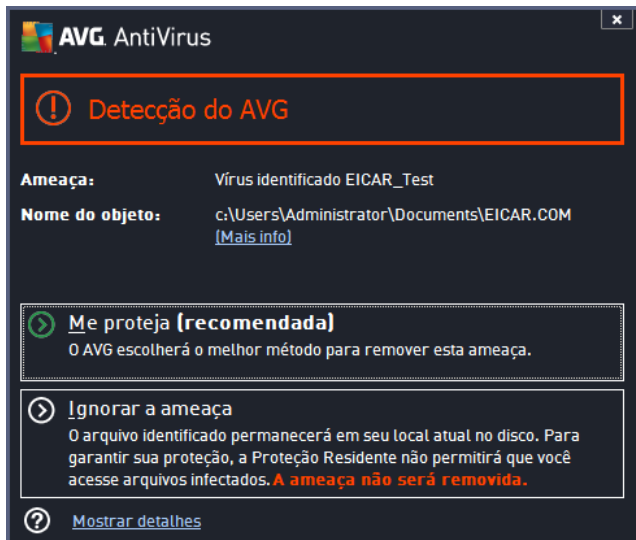 AVG. AntiVirus
Detecção do AVG
Ameaça: Vírus identificado EICAR_Test
Nome do objeto: c:\Users\Administrator\Documents\EICAR.COM
(Mais info)
Me proteja (recomendada)
O AVG escolherá o melhor método para remover esta ameaça.
Ignorar a ameaça
O arquivo identificado permanecerá em seu local atual no disco. Para
garantir sua proteção, a Proteção Residente não permitirá que você
acesse arquivos infectados. A ameaça não será removida.
Mostrar detalhes